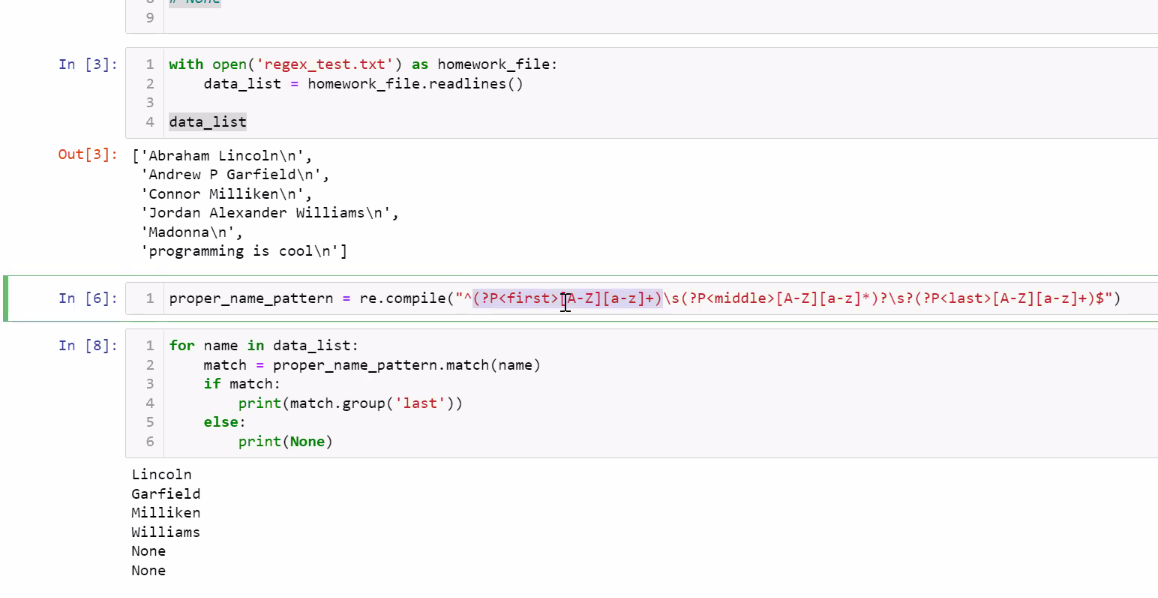 # None
9
In [3]:
1 with open('regex_test.txt') as homework_file:
2 data_list = homework_file.readlines()
3
4 data_list
Out[3]: ['Abraham Lincoln\n',
'Andrew P Garfield\n',
'Connor Milliken\n',
'Jordan Alexander Williams\n',
'Madonna\n',
'programming is cool\n']
In [6]: 1 proper_name_pattern = re.compile("^(?P<first>[A-Z][a-z]+)\s(?P<middle>[A-Z][a-z]*)?\s?(?P<last>[A-Z][a-z]+)$")
In [8]: 1 for name in data_list:
2 match = proper_name_pattern.match(name)
3 if match:
4 print(match.group('last'))
5 else:
6 print(None)
Lincoln
Garfield
Milliken
Williams
None
None